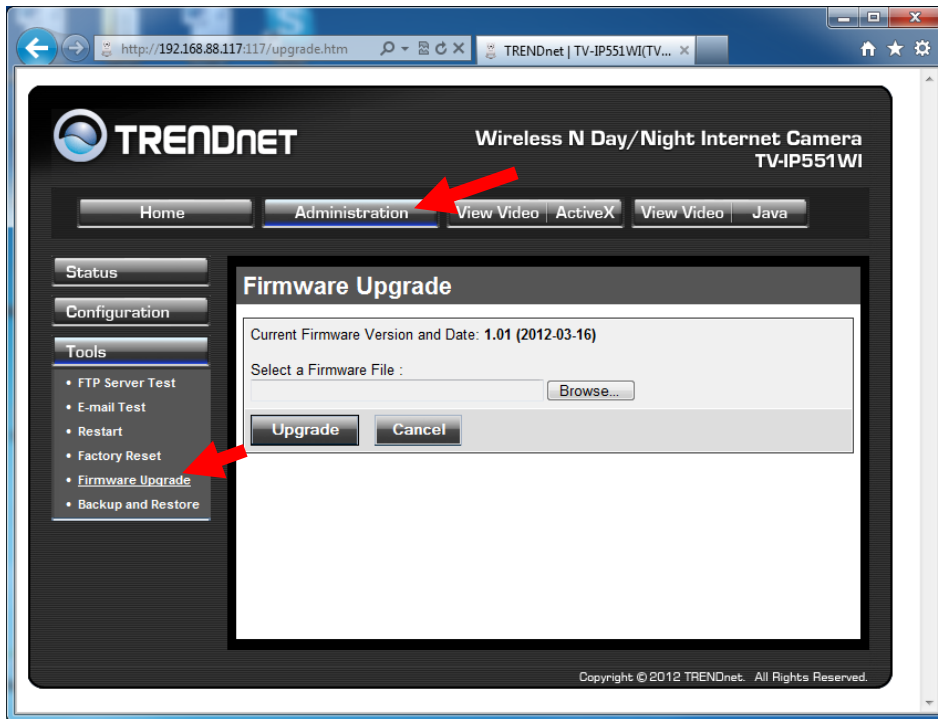 http://192.168.88.117:117/upgrade.htm
TRENDnet | TV-IP551WI(TV...
TRENDNET
Wireless N Day/Night Internet Camera
TV-IP551WI
Home
Administration
View Video | ActiveX
View Video | Java
Status
Configuration
Tools
• FTP Server Test
• E-mail Test
• Restart
• Factory Reset
• Firmware Upgrade
• Backup and Restore
Firmware Upgrade
Current Firmware Version and Date: 1.01 (2012-03-16)
Select a Firmware File :
Browse...
Upgrade
Cancel
Copyright © 2012 TRENDnet. All Rights Reserved.